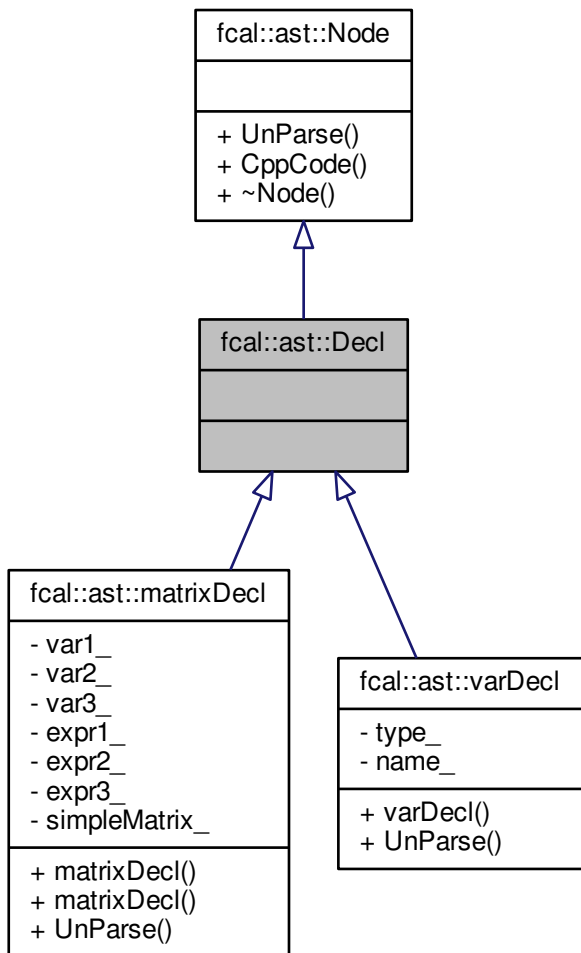 fcal::ast::Node
+ UnParse()
+ CppCode()
+ ~Node()
fcal::ast::Decl
fcal::ast::matrixDecl
- var1_
- var2_
- var3_
- expr1_
- expr2_
- expr3_
- simpleMatrix_
+ matrixDecl()
+ matrixDecl()
+ UnParse()
fcal::ast::varDecl
- type_
- name_
+ varDecl()
+ UnParse()